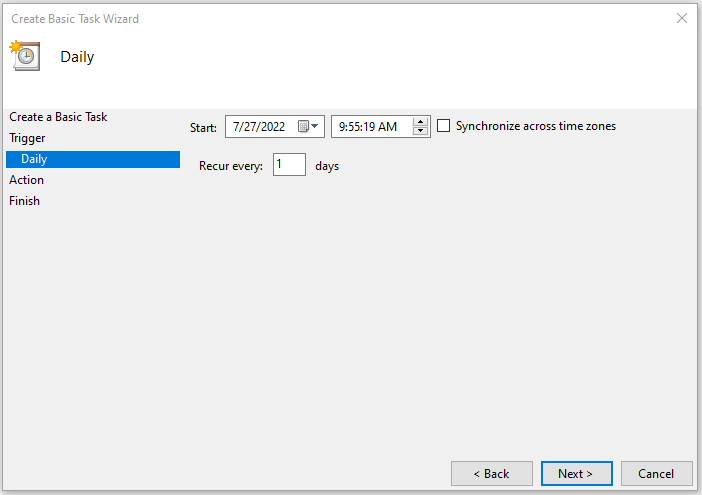 Create Basic Task Wizard
Daily
Create a Basic Task
Trigger
Daily
Action
Finish
Start: 7/27/2022 9:55:19 AM Synchronize across time zones
Recur every: 1 days
< Back Next > Cancel